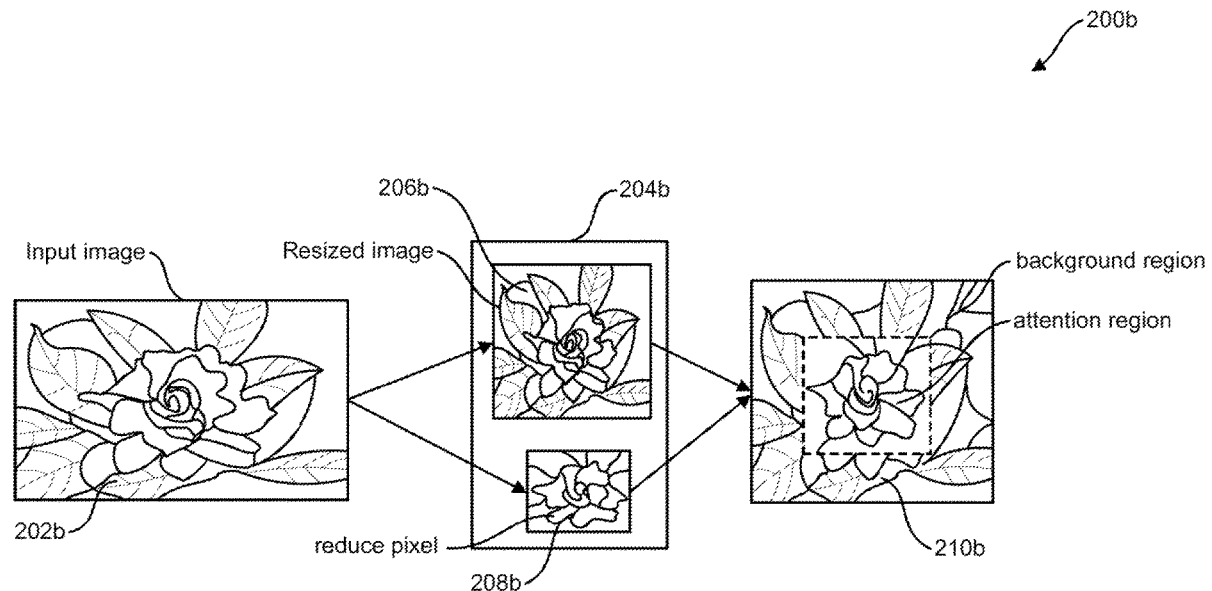 200b
206b
204b
Input image
Resized image
background region
attention region
202b
reduce pixel
208b
210b